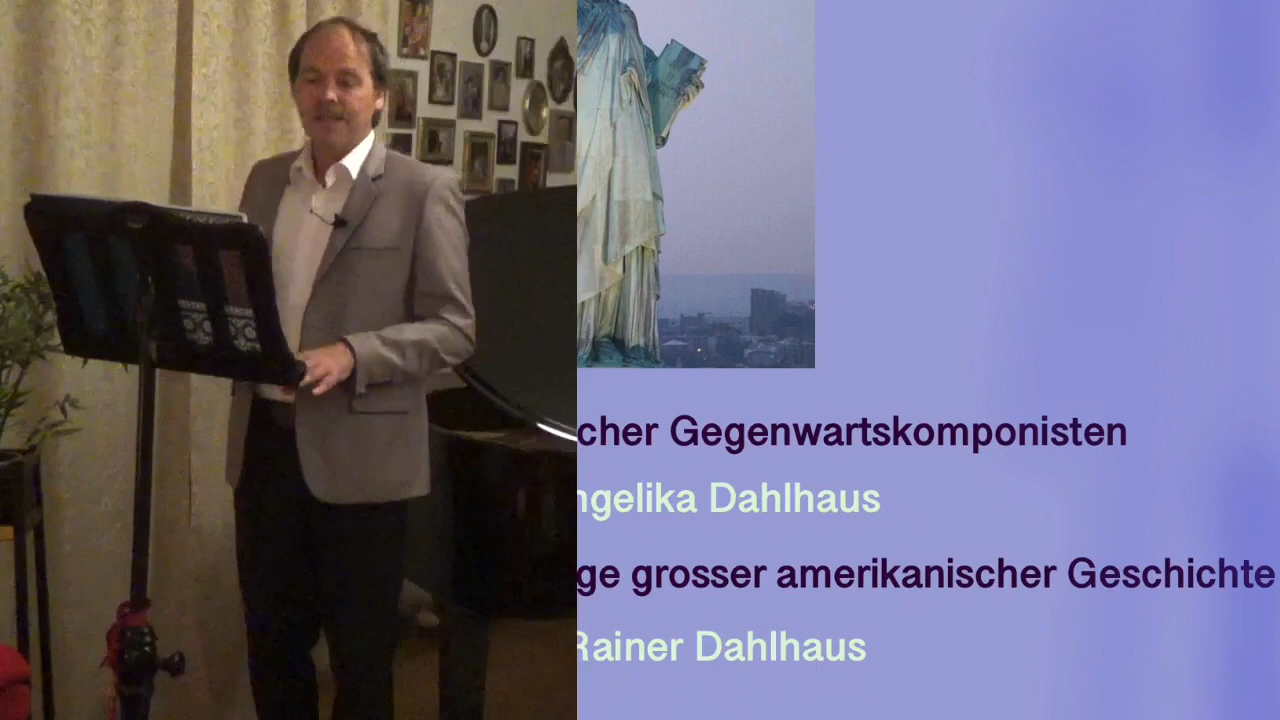 cher Gegenwartskomponisten
ngelika Dahlhaus
ge grosser amerikanischer Geschichte
Rainer Dahlhaus